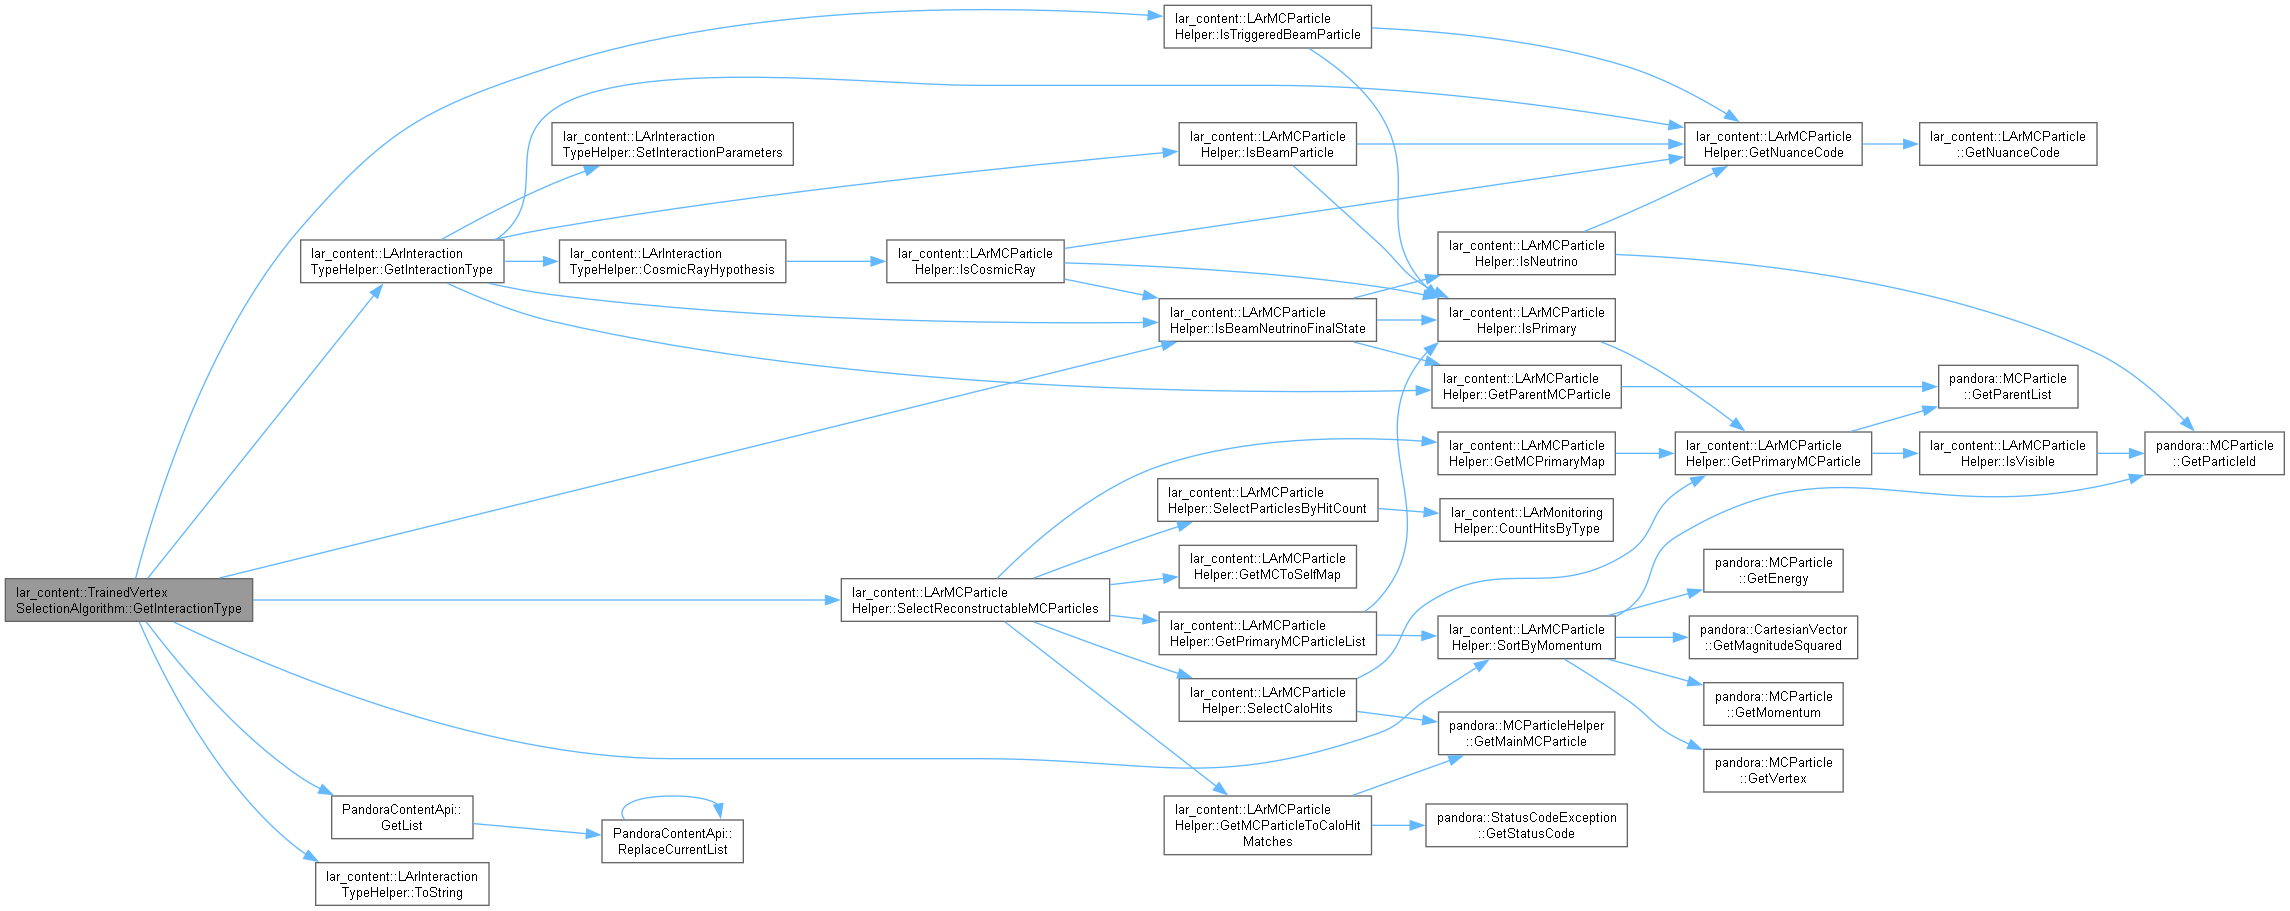 lar_content::TrainedVertex
SelectionAlgorithm::GetInteractionType
lar_content::LArInteraction
TypeHelper::GetInteractionType
PandoraContentApi::
GetList
lar_content::LArInteraction
TypeHelper::ToString
lar_content::LArInteraction
TypeHelper::SetInteractionParameters
lar_content::LArInteraction
TypeHelper::CosmicRayHypothesis
PandoraContentApi::
ReplaceCurrentList
lar_content::LArMCParticle
Helper::IsCosmicRay
lar_content::LArMCParticle
Helper::SelectReconstructableMCParticles
lar_content::LArMCParticle
Helper::IsTriggeredBeamParticle
lar_content::LArMCParticle
Helper::IsBeamParticle
lar_content::LArMCParticle
Helper::IsBeamNeutrinoFinalState
lar_content::LArMCParticle
Helper::SelectParticlesByHitCount
lar_content::LArMCParticle
Helper::GetMCToSelfMap
lar_content::LArMCParticle
Helper::GetPrimaryMCParticleList
lar_content::LArMCParticle
Helper::SelectCaloHits
lar_content::LArMCParticle
Helper::GetMCParticleToCaloHit
Matches
lar_content::LArMCParticle
Helper::IsNeutrino
lar_content::LArMCParticle
Helper::IsPrimary
lar_content::LArMCParticle
Helper::GetParentMCParticle
lar_content::LArMCParticle
Helper::GetMCPrimaryMap
lar_content::LArMonitoring
Helper::CountHitsByType
lar_content::LArMCParticle
Helper::SortByMomentum
pandora::MCParticleHelper
::GetMainMCParticle
pandora::StatusCodeException
::GetStatusCode
lar_content::LArMCParticle
Helper::GetNuanceCode
lar_content::LArMCParticle
Helper::GetPrimaryMCParticle
pandora::MCParticle
::GetEnergy
pandora::CartesianVector
::GetMagnitudeSquared
pandora::MCParticle
::GetMomentum
pandora::MCParticle
::GetVertex
lar_content::LArMCParticle
::GetNuanceCode
pandora::MCParticle
::GetParentList
lar_content::LArMCParticle
Helper::IsVisible
pandora::MCParticle
::GetParticleId